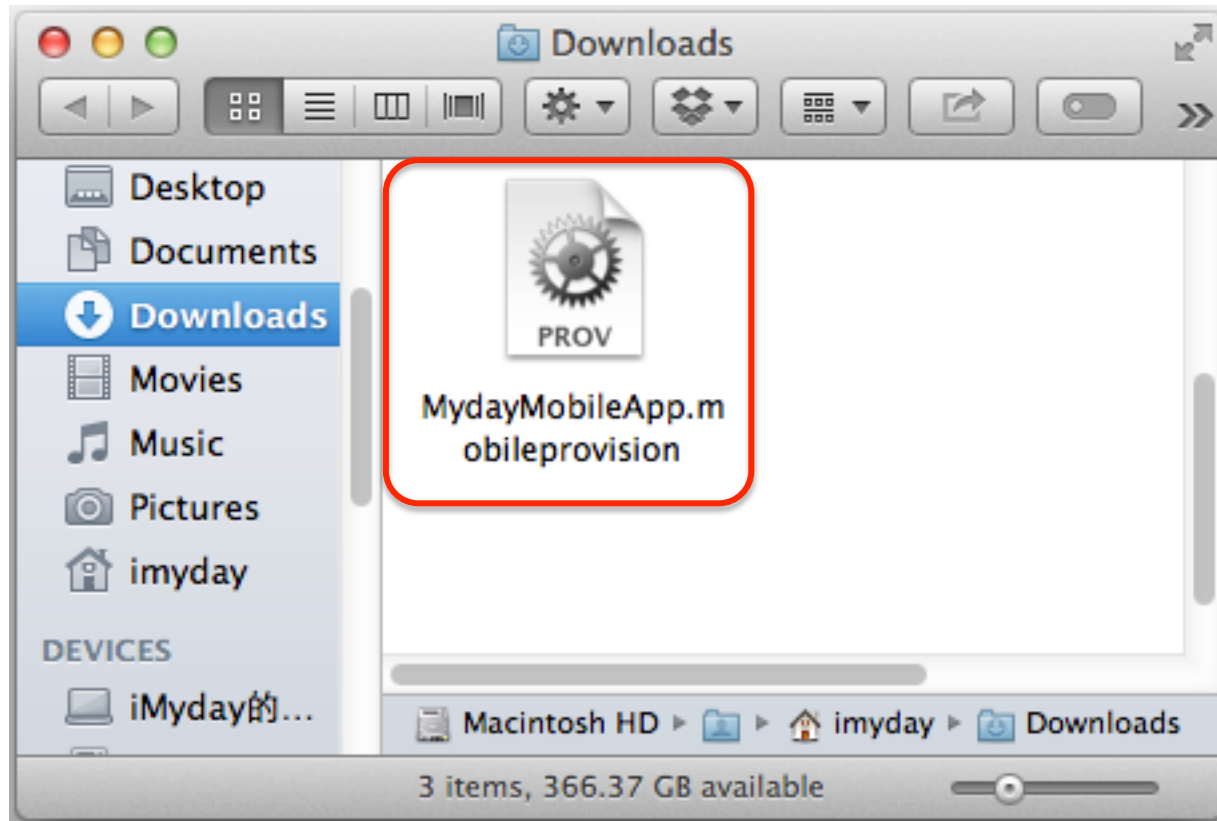 Downloads
Desktop
Documents
Downloads
Movies
Music
Pictures
imyday
DEVICES
iMyday的...
PROV
MydayMobileApp.m
obileprovision
Macintosh HD ▸ ▸ imyday ▸ Downloads
3 items, 366.37 GB available